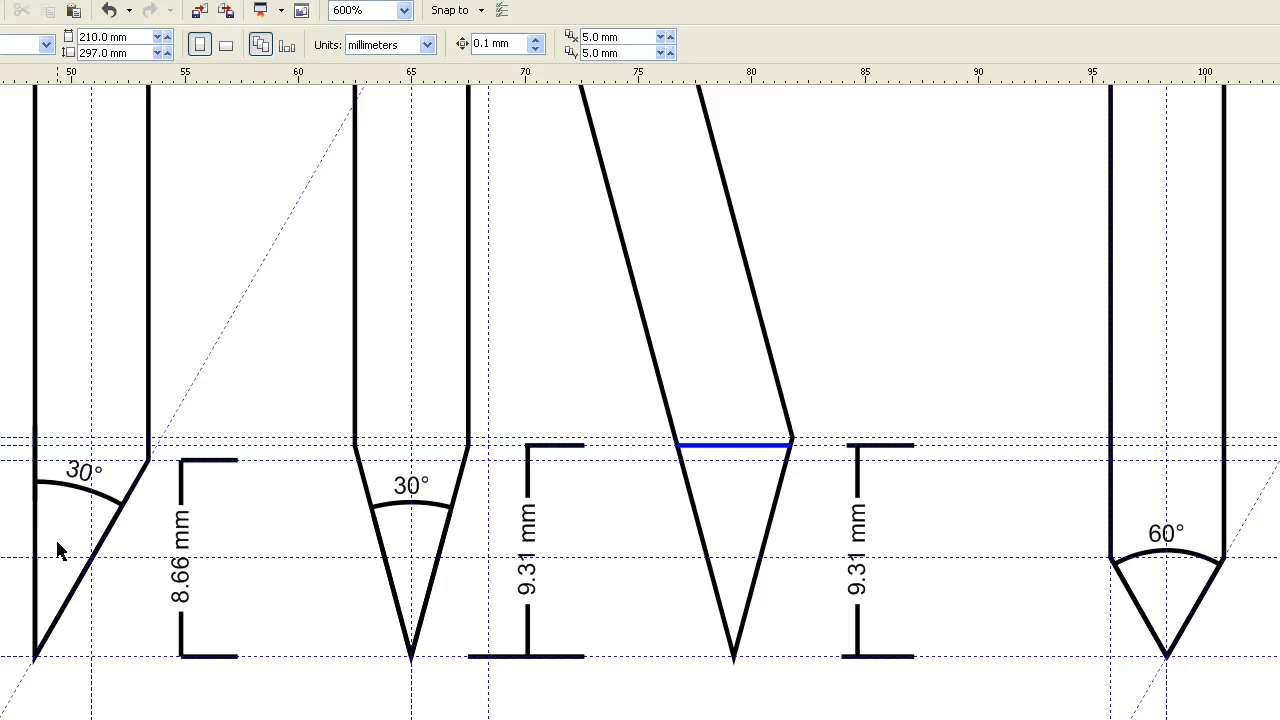 600%
Snap to
210.0 mm
297.0 mm
Units:
millimeters
0.1 mm
5.0 mm
5.0 mm
50 55 60 65 70 75 80 85 90 95 100
30°
8.66 mm
30°
9.31 mm
9.31 mm
60°